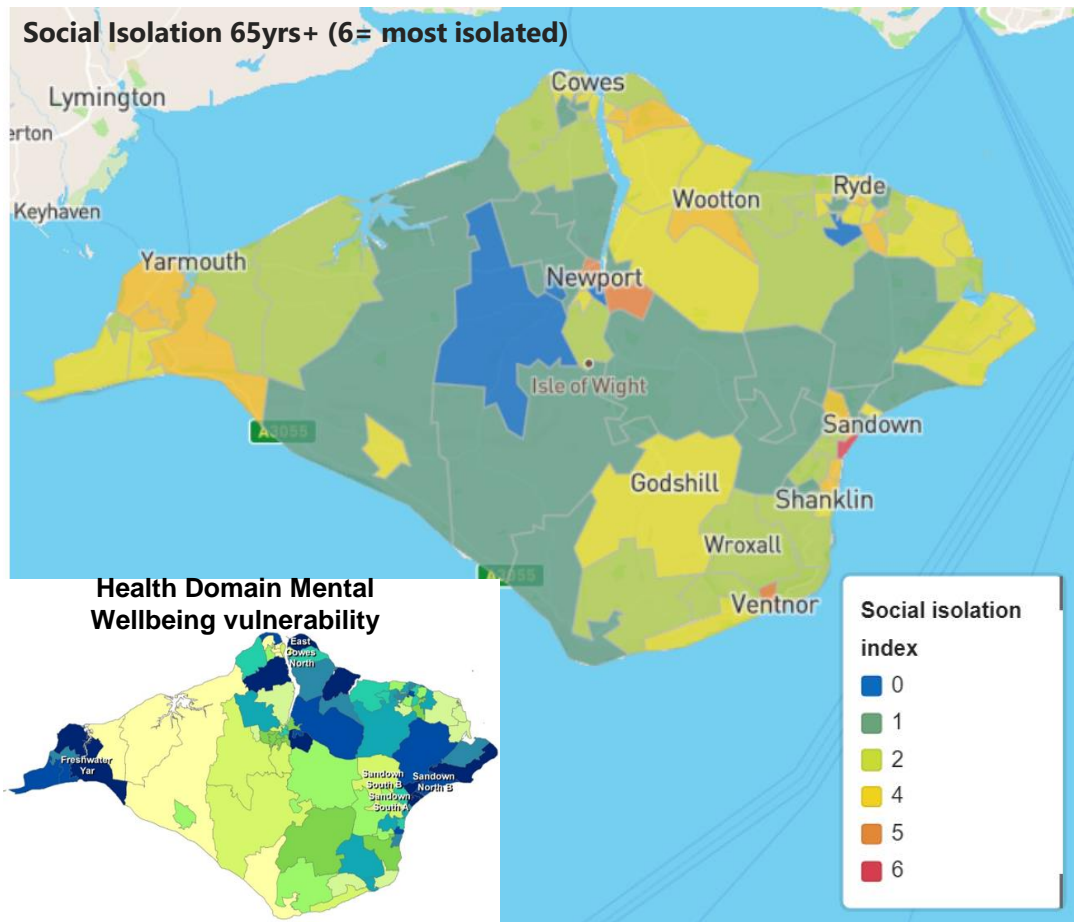 Social Isolation 65yrs+ (6= most isolated)
Cowes
Lymington
erton
Wootton
Ryde
Keyhaven
Yarmouth
Newport
Isle of Wight
A3055
Sandown
Godshill
Shanklin
Wroxall
A3055
Ventnor
Health Domain Mental
Wellbeing vulnerability
East
Cowes
North
Freshwater
Yar
Sandown
South B
Sandown
North B
Sandown
South A
Social isolation
index
0
1
2
4
5
6